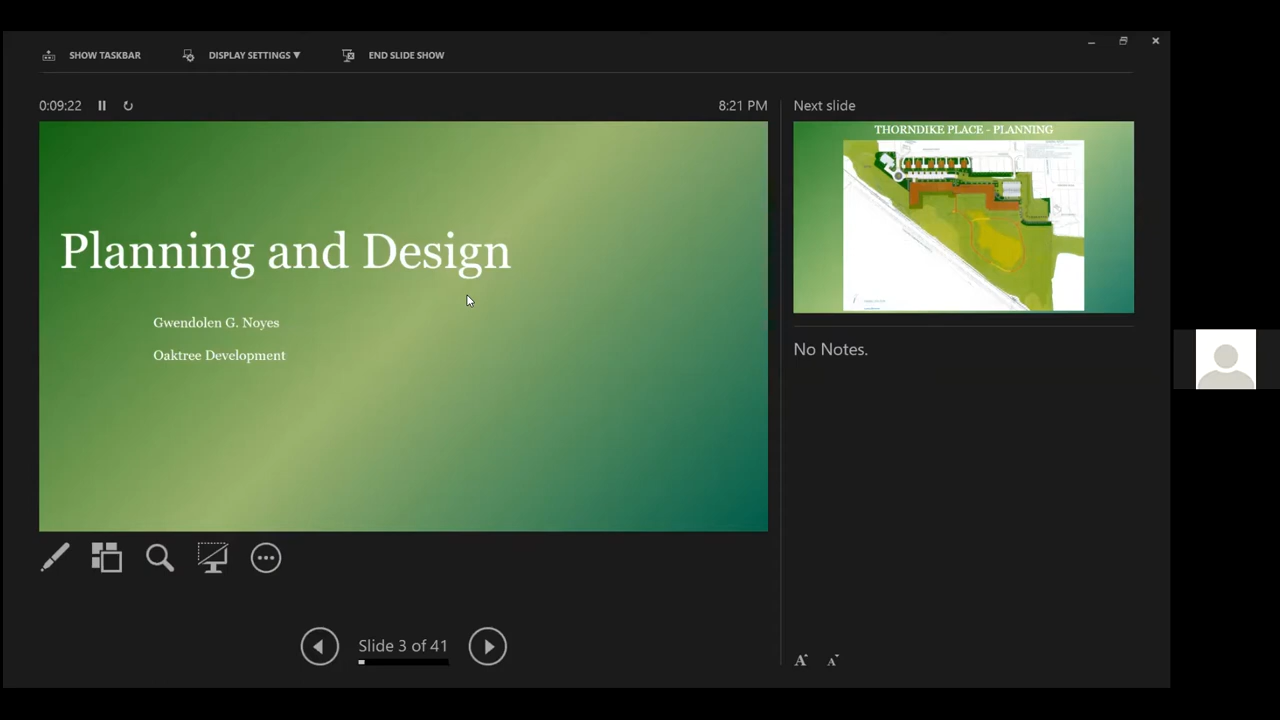 SHOW TASKBAR
DISPLAY SETTINGS ▼
END SLIDE SHOW
0:09:22
8:21 PM
Planning and Design
Gwendolen G. Noyes
Oaktree Development
Next slide
THORNDIKE PLACE - PLANNING
No Notes.
Slide 3 of 41
A A